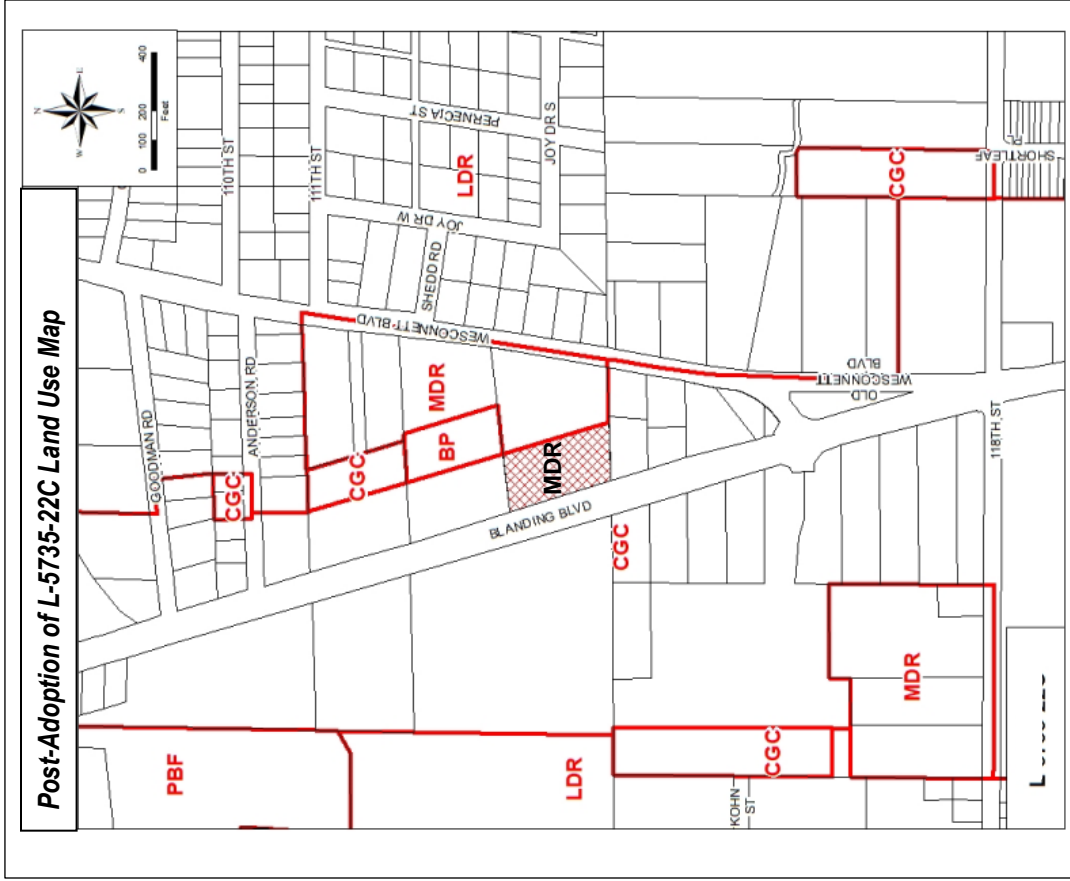 Post-Adoption of L-5735-22C Land Use Map
N
W
E
S
0 100 200 400
Feet
GOODMAN RD
110TH ST
ANDERSON RD
111TH ST
CGC
CGC
PBF
PERNECIA ST
LDR
JOY DR W
JOY DR S
SHEDD RD
WESCONNETT BLVD
MDR
BP
MDR
BLANDING BLVD
CGC
LDR
CGC
KOHN
ST
MDR
OLD
WESCONNETT
BLVD
118TH ST
CGC
SHORTLEAF
PL